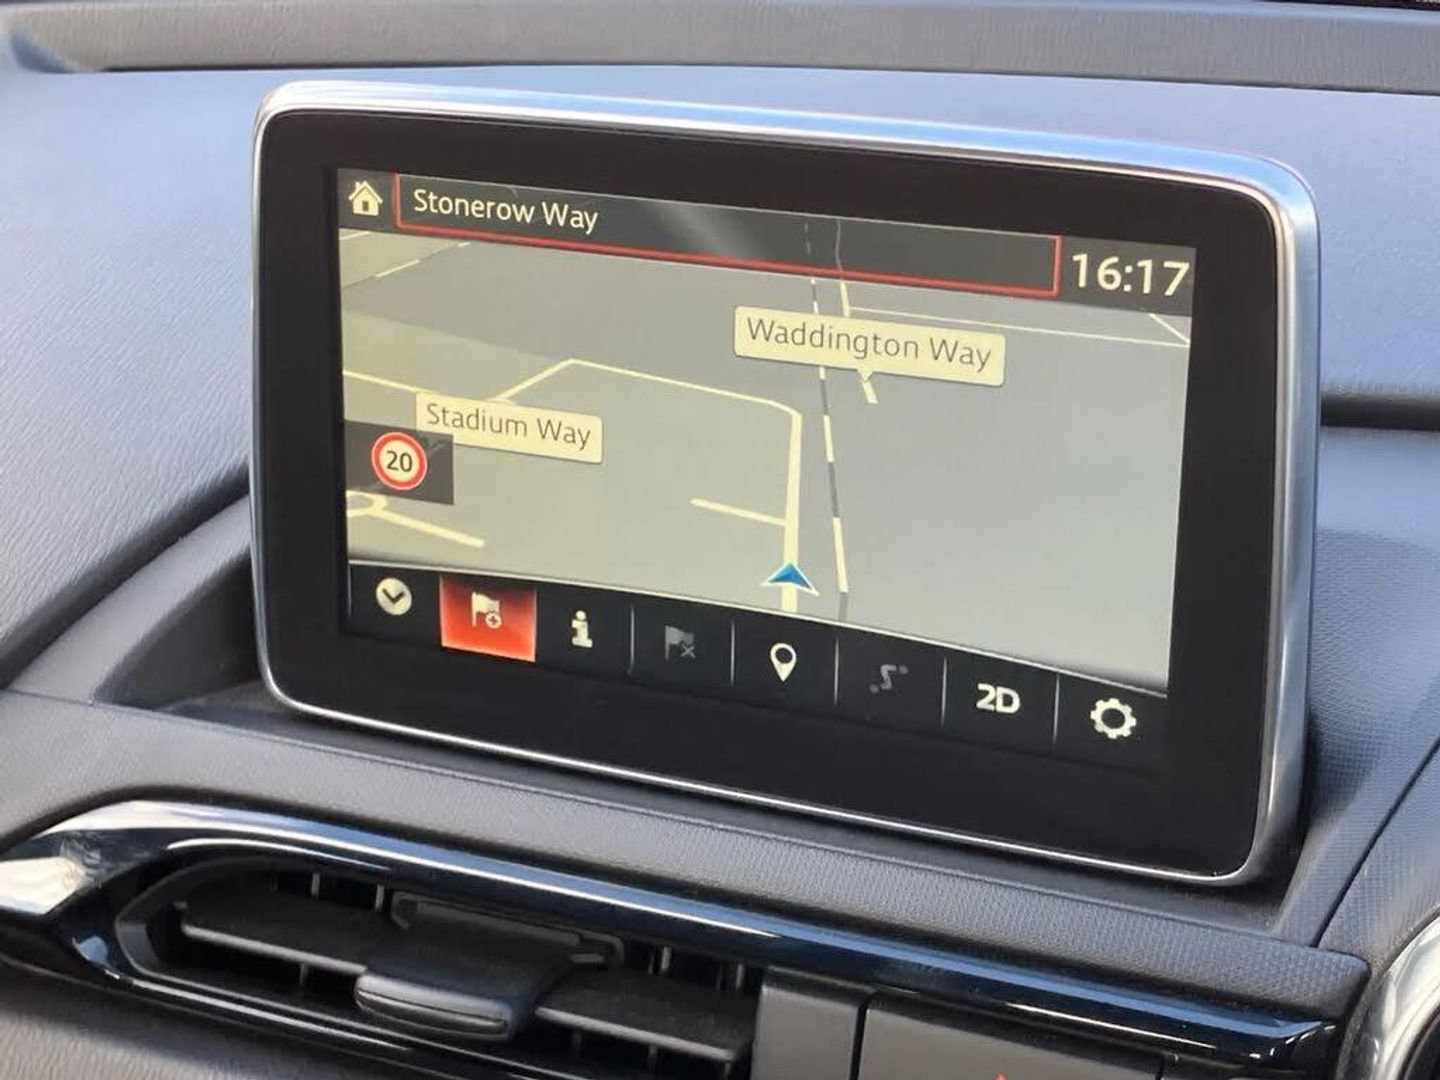 Stonerow Way
16:17
Waddington Way
Stadium Way
20
2D